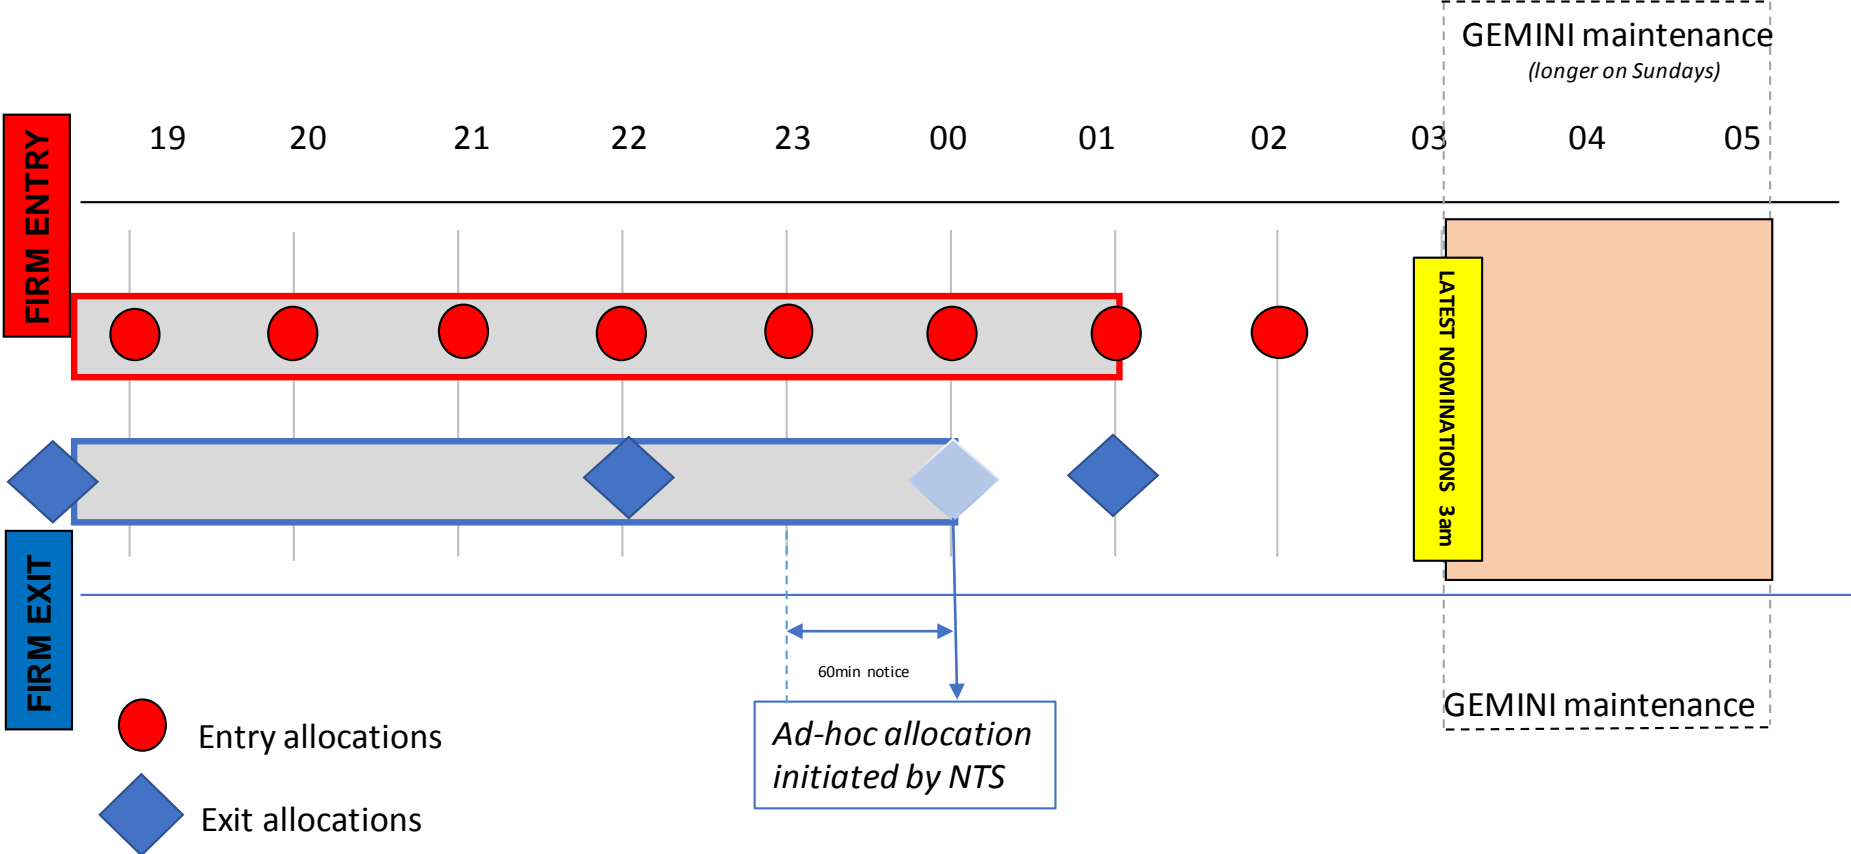 GEMINI maintenance
(longer on Sundays)
19 20 21 22 23 00 01 02 03 04 05
FIRM ENTRY
LATEST NOMINATIONS 3am
FIRM EXIT
60min notice
GEMINI maintenance
Entry allocations
Ad-hoc allocation
initiated by NTS
Exit allocations